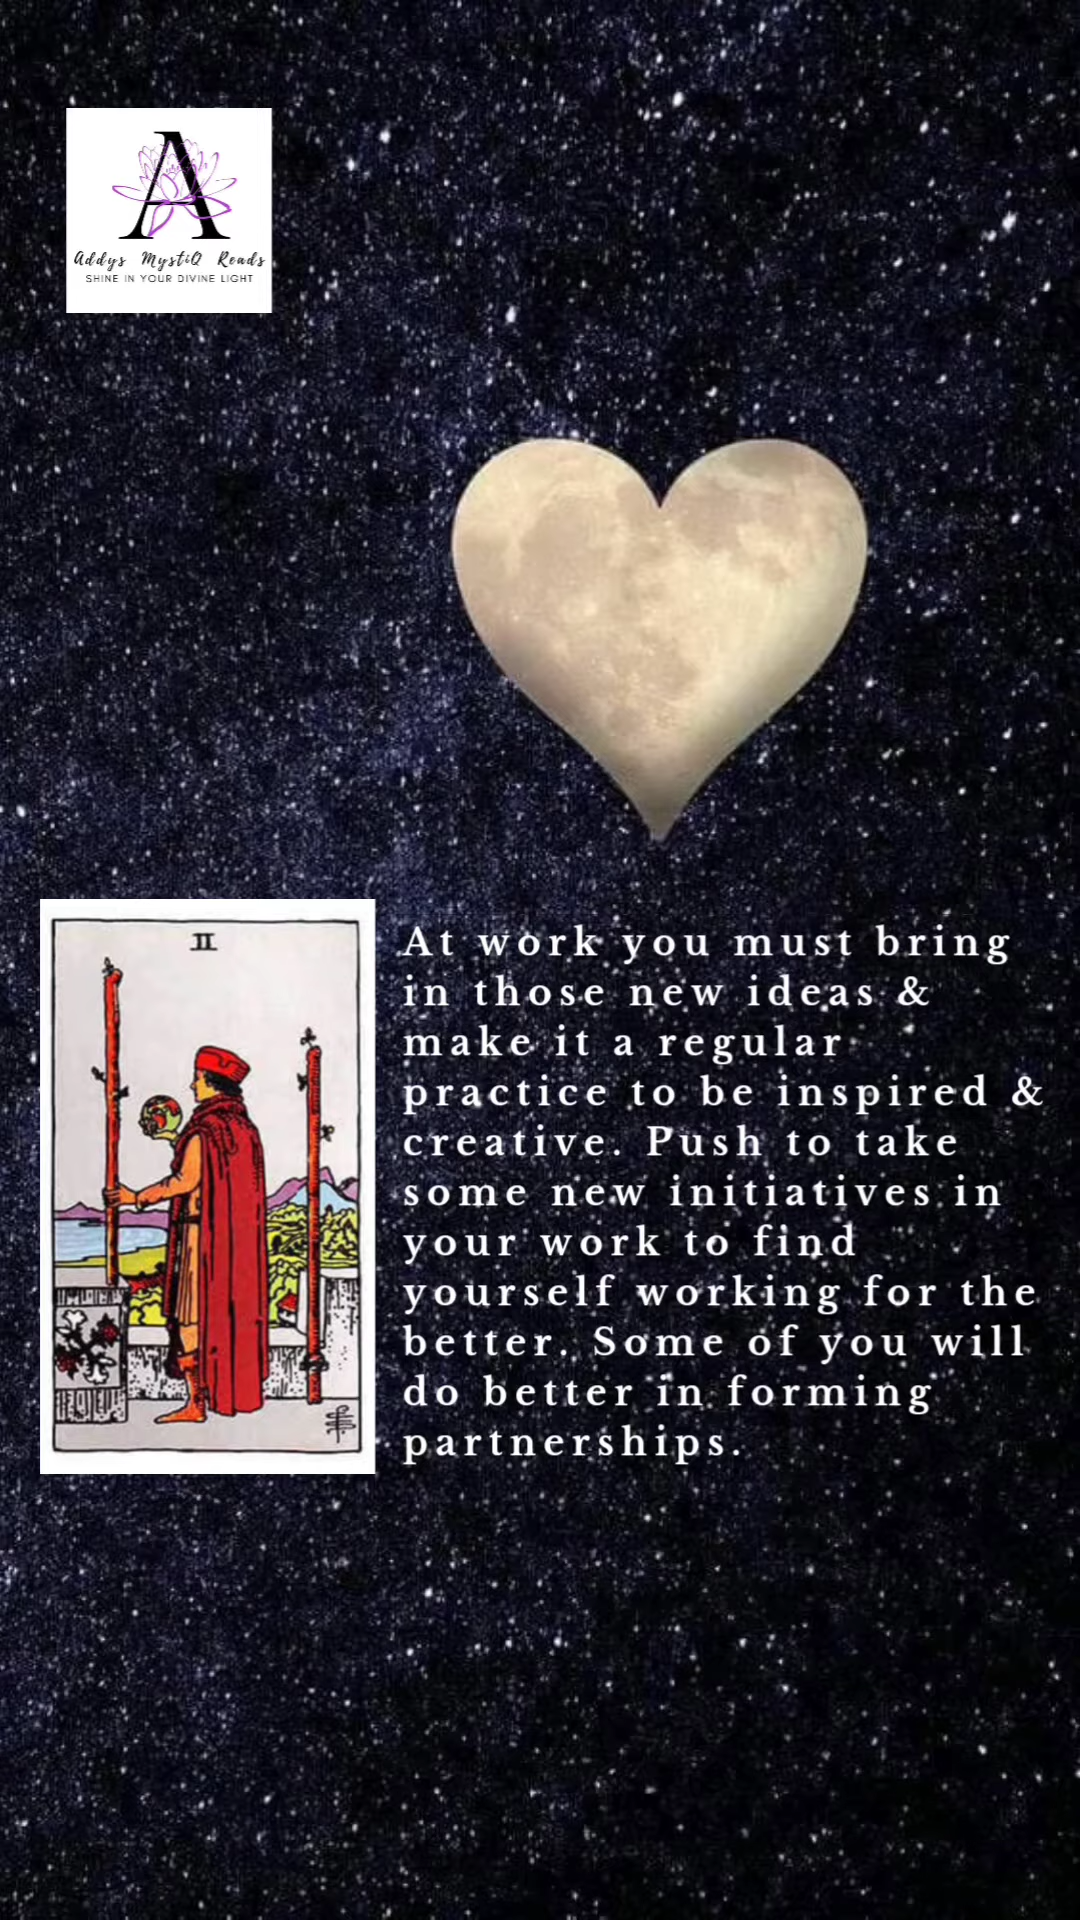 A
Addys MystiQ Reads
SHINE IN YOUR DIVINE LIGHT
II
At work you must bring
in those new ideas &
make it a regular
practice to be inspired &
creative. Push to take
some new initiatives in
your work to find
yourself working for the
better. Some of you will
do better in forming
partnerships.